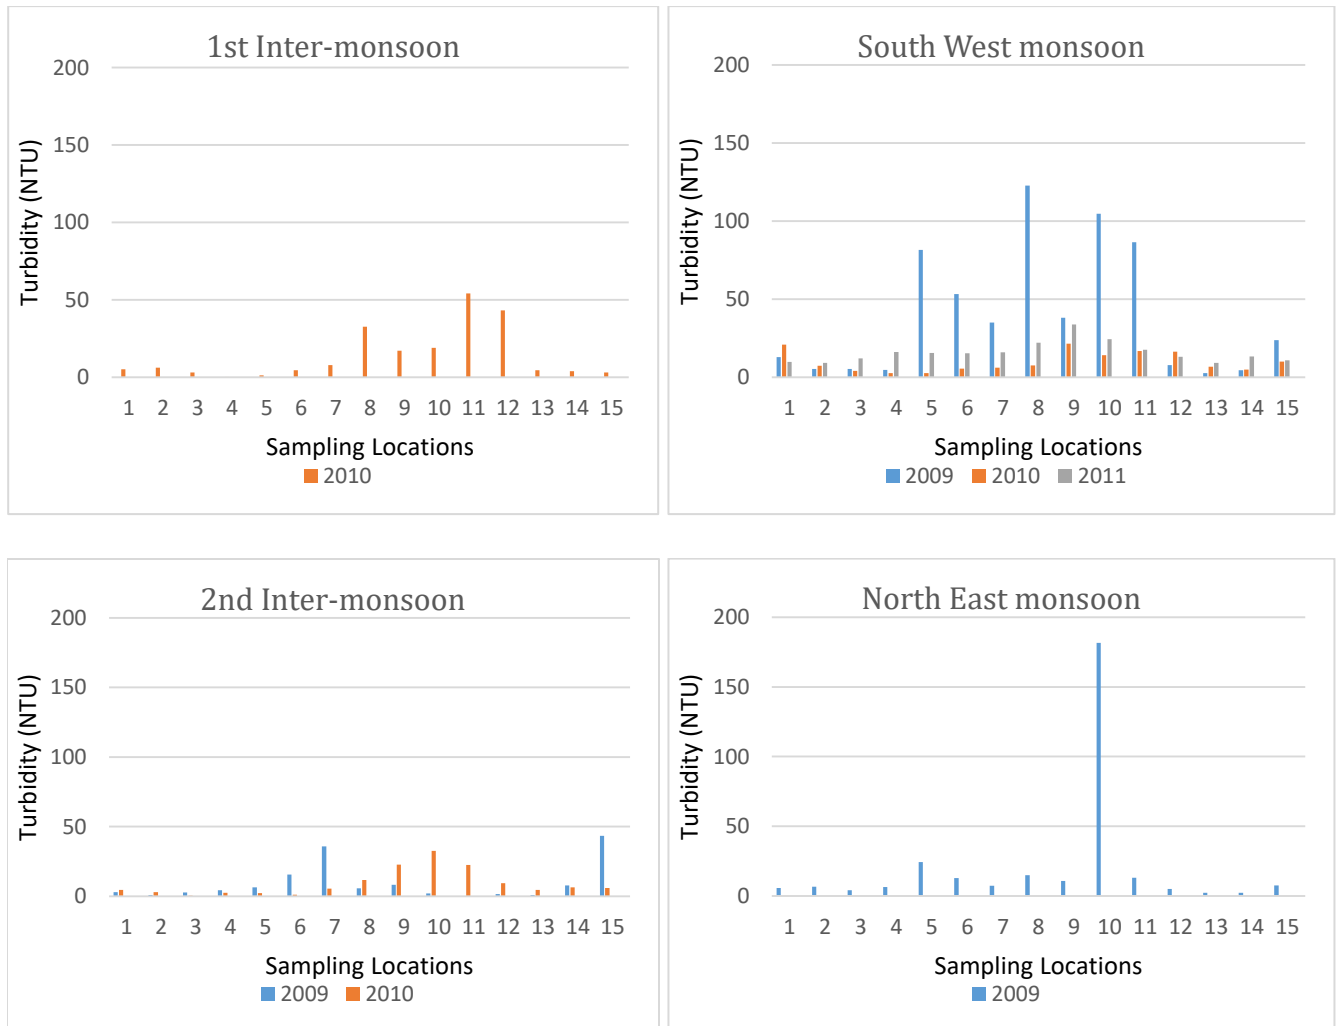 1st Inter-monsoon
200
150
100
50
0
Turbidity (NTU)
1 2 3 4 5 6 7 8 9 10 11 12 13 14 15
Sampling Locations
2010
South West monsoon
200
150
100
50
0
Turbidity (NTU)
1 2 3 4 5 6 7 8 9 10 11 12 13 14 15
Sampling Locations
2009 2010 2011
2nd Inter-monsoon
200
150
100
50
0
Turbidity (NTU)
1 2 3 4 5 6 7 8 9 10 11 12 13 14 15
Sampling Locations
2009 2010
North East monsoon
200
150
100
50
0
Turbidity (NTU)
1 2 3 4 5 6 7 8 9 10 11 12 13 14 15
Sampling Locations
2009